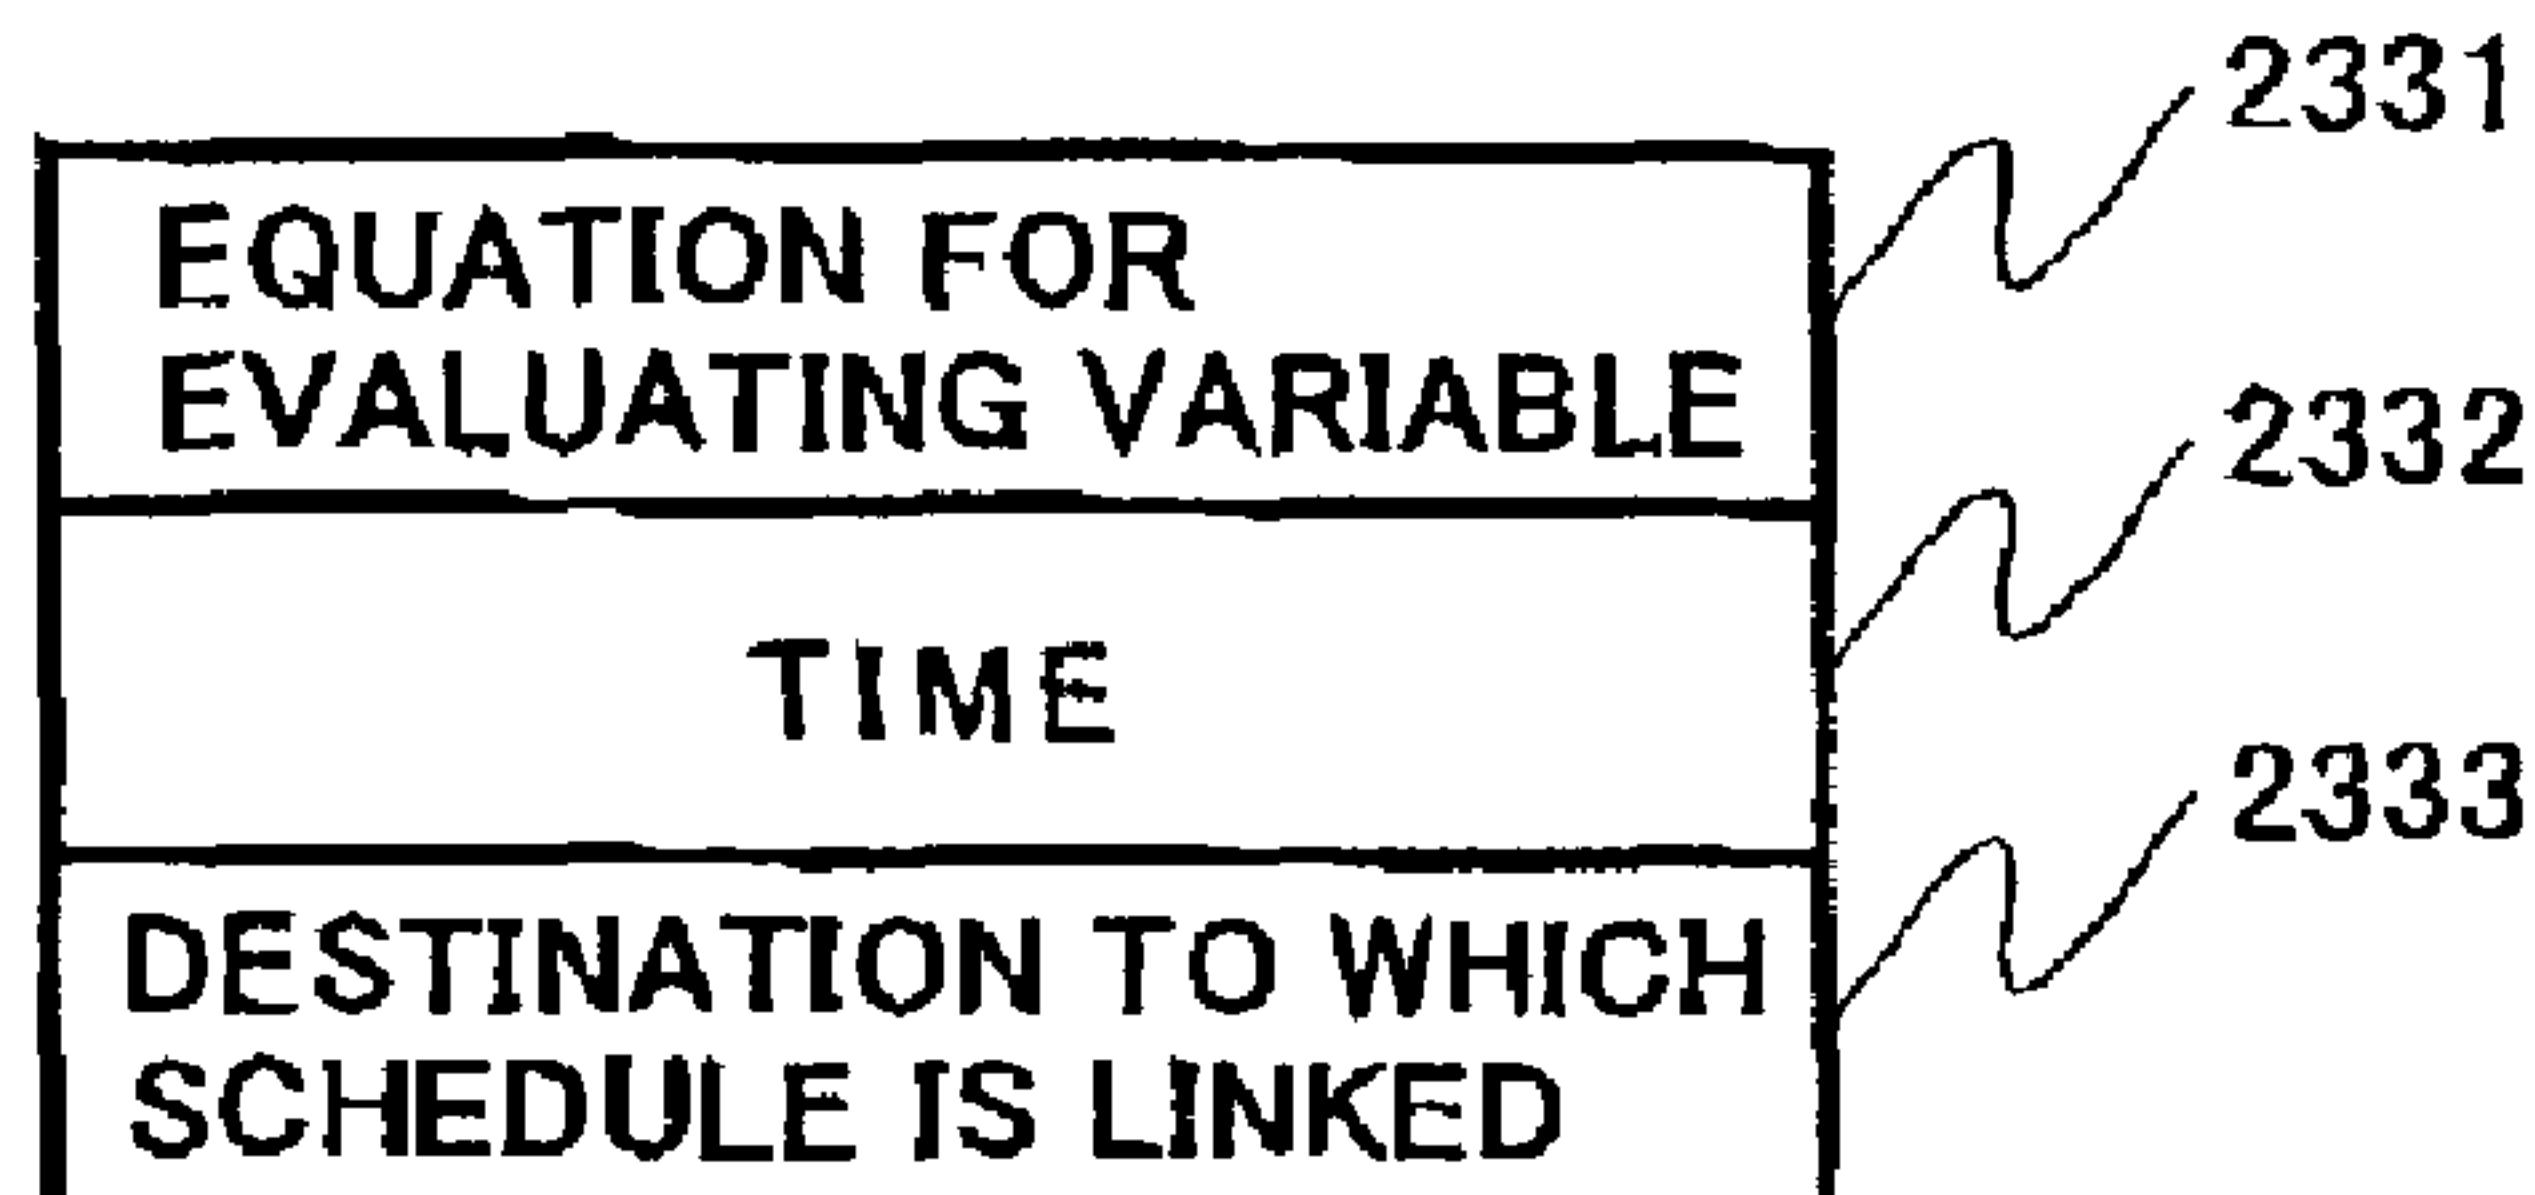 2331
EQUATION FOR
EVALUATING VARIABLE
2332
TIME
2333
DESTINATION TO WHICH
SCHEDULE IS LINKED